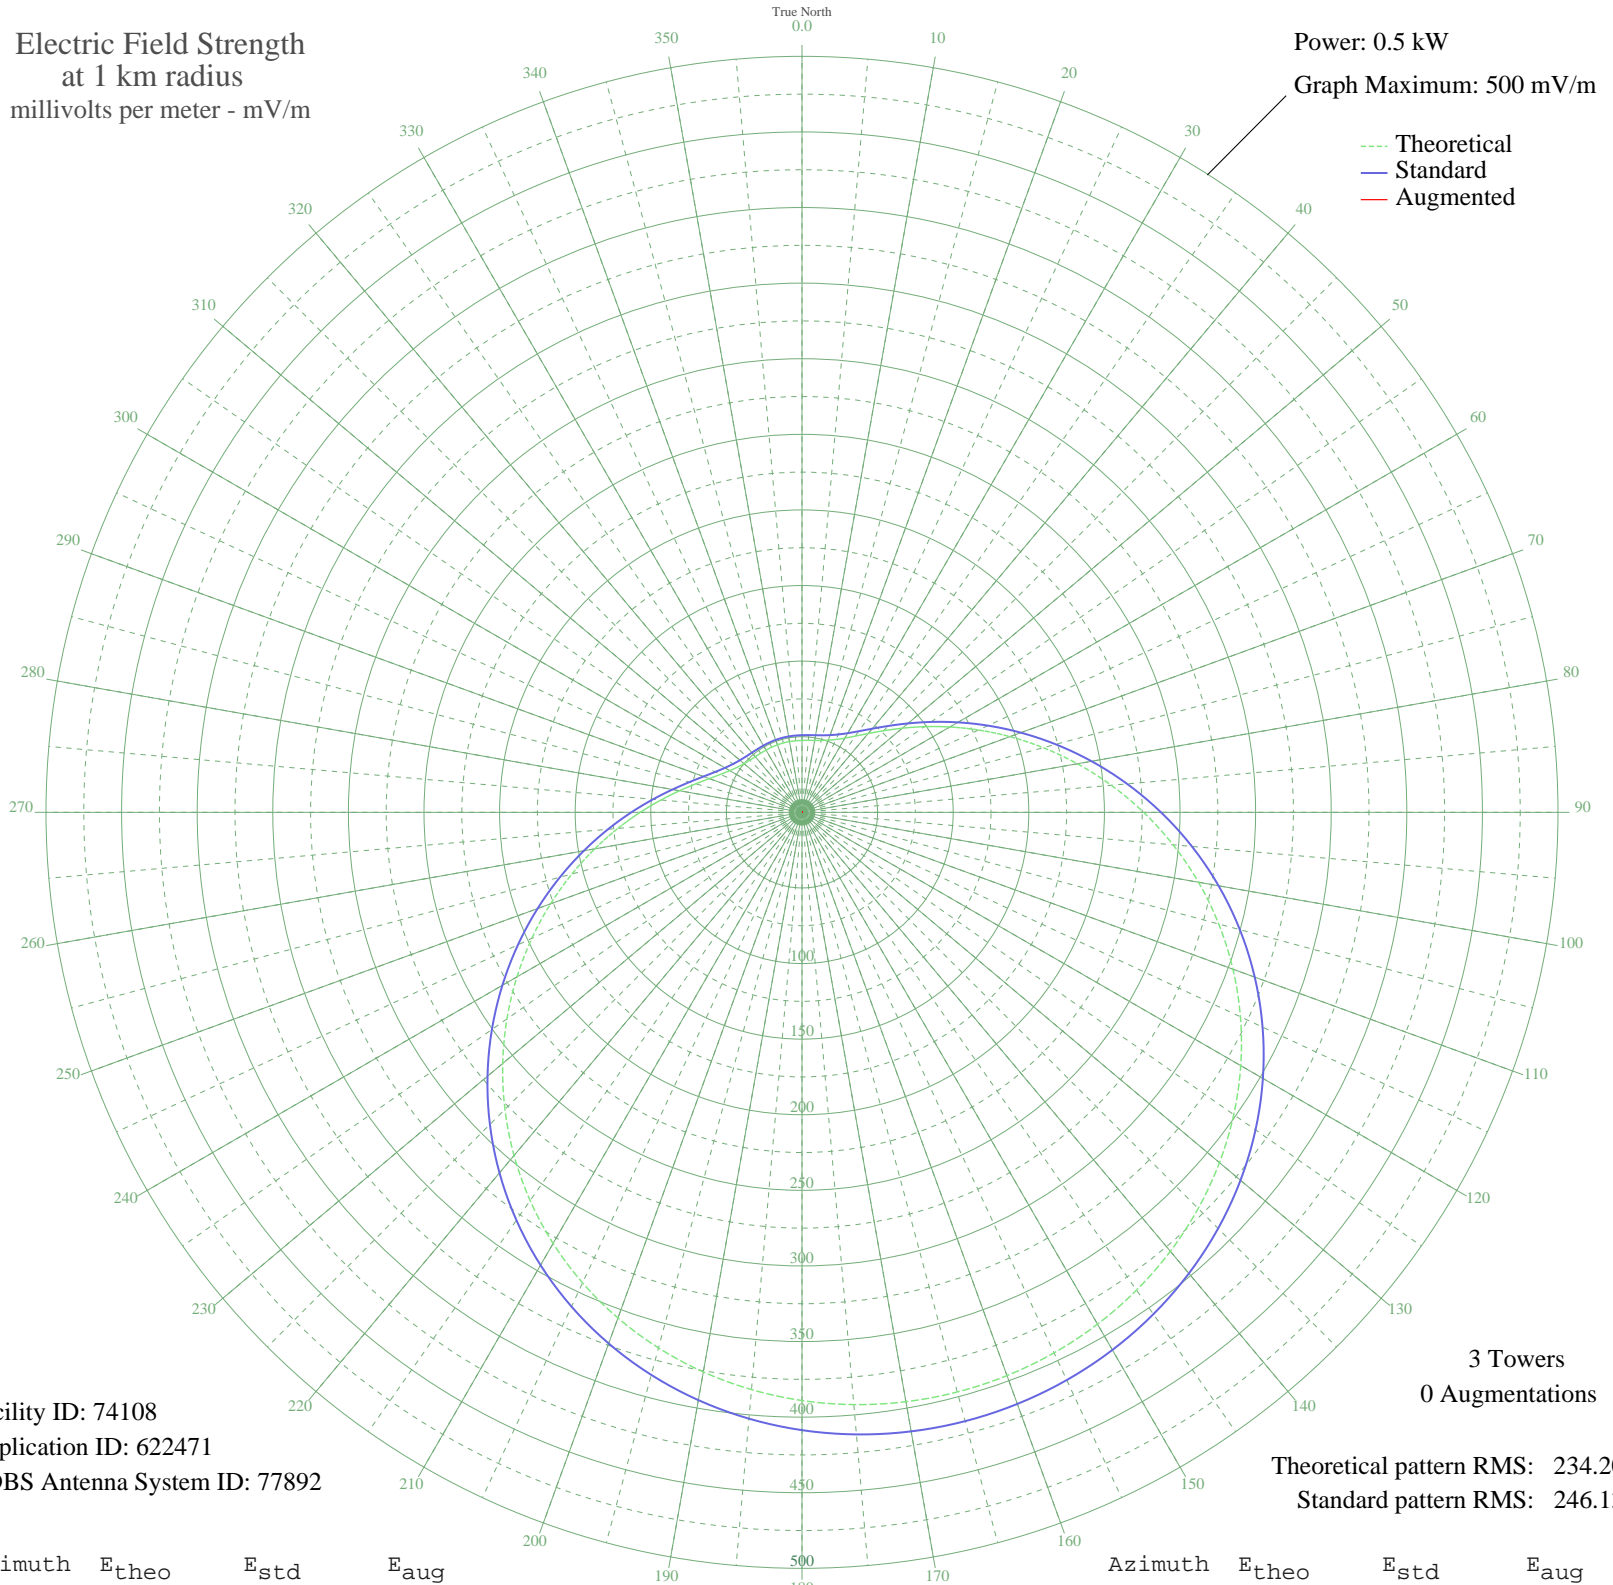 True North
0.0
Electric Field Strength
at 1 km radius
millivolts per meter - mV/m
Power: 0.5 kW
Graph Maximum: 500 mV/m
Theoretical
Standard
Augmented
10
20
30
40
50
60
70
80
90
100
110
120
130
140
150
160
170
190
200
210
220
230
240
250
260
270
280
290
300
310
320
330
340
350
100
150
200
250
300
350
400
450
500
3 Towers
0 Augmentations
cility ID: 74108
plication ID: 622471
DBS Antenna System ID: 77892
Theoretical pattern RMS: 234.20
Standard pattern RMS: 246.1
imuth Etheo Estd Eaug
Azimuth Etheo Estd Eaug